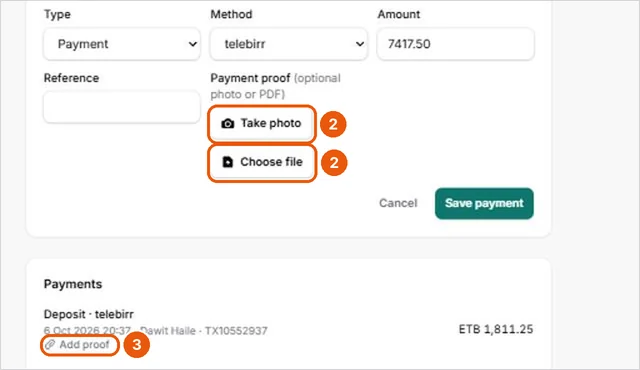 Type
Method
Amount
Payment
telebirr
7417.50
Reference
Payment proof (optional
photo or PDF)
Take photo
2
Choose file
2
Cancel
Save payment
Payments
Deposit · telebirr
6 Oct 2026 20:37 · Dawit Haile · TX10552937
ETB 1,811.25
Add proof
3